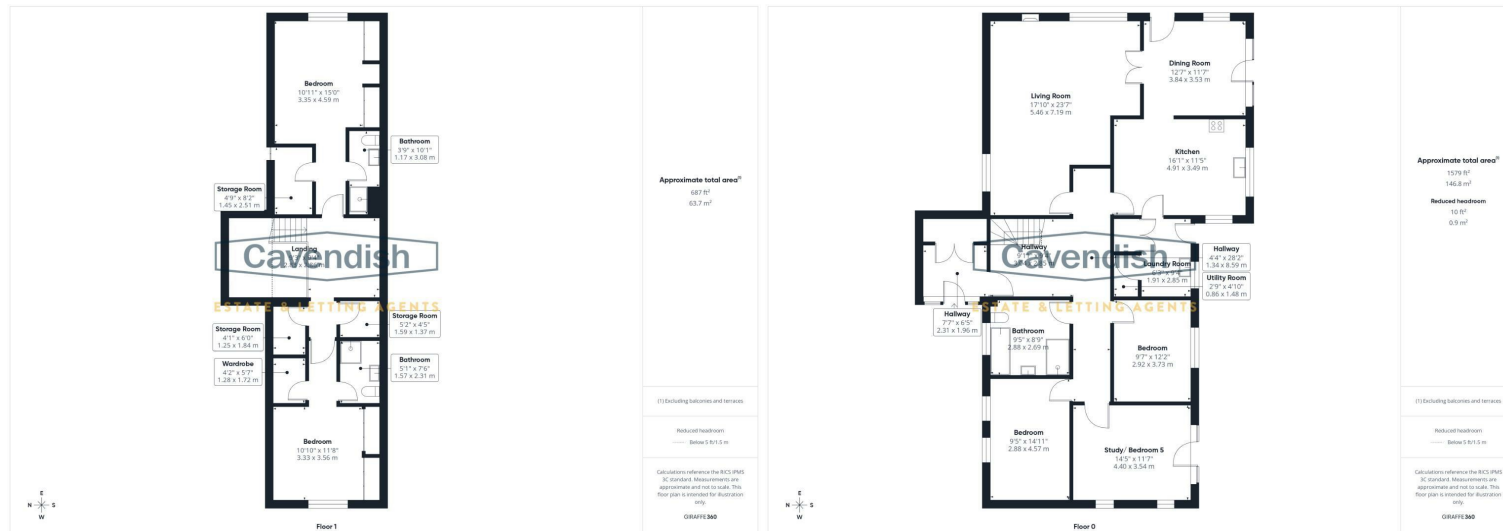 Bedroom
10'11" x 15'0"
3.35 x 4.59 m
Bathroom
3'9" x 10'1"
1.17 x 3.08 m
Storage Room
4'9" x 8'2"
1.45 x 2.51 m
Landing
Cavendish
ESTATE & LETTING AGENTS
Storage Room
4'1" x 6'0"
1.25 x 1.84 m
Storage Room
5'2" x 4'5"
1.59 x 1.37 m
Wardrobe
4'2" x 5'7"
1.28 x 1.72 m
Bathroom
5'1" x 7'6"
1.57 x 2.31 m
Bedroom
10'10" x 11'8"
3.33 x 3.56 m
E
N S
W
Floor 1
Approximate total area(1)
687 ft²
63.7 m²
(1) Excluding balconies and terraces
Reduced headroom
Below 5 ft/1.5 m
Calculations reference the RICS IPMS
3C standard. Measurements are
approximate and not to scale. This
floor plan is intended for illustration
only.
GIRAFFE360
Living Room
17'10" x 23'7"
5.46 x 7.19 m
Dining Room
12'7" x 11'7"
3.84 x 3.53 m
Kitchen
16'1" x 11'5"
4.91 x 3.49 m
Hallway
Cavendish
ESTATE & LETTING AGENTS
Laundry Room
1.91 x 2.85 m
Hallway
4'4" x 28'2"
1.34 x 8.59 m
Utility Room
2'9" x 4'10"
0.86 x 1.48 m
Hallway
7'7" x 6'5"
2.31 x 1.96 m
Bathroom
9'5" x 8'9"
2.88 x 2.69 m
Bedroom
9'7" x 12'2"
2.92 x 3.73 m
Bedroom
9'5" x 14'11"
2.88 x 4.57 m
Study/ Bedroom 5
14'5" x 11'7"
4.40 x 3.54 m
E
N S
W
Floor 0
Approximate total area(1)
1579 ft²
146.8 m²
Reduced headroom
10 ft²
0.9 m²
(1) Excluding balconies and terraces
Reduced headroom
Below 5 ft/1.5 m
Calculations reference the RICS IPMS
3C standard. Measurements are
approximate and not to scale. This
floor plan is intended for illustration
only.
GIRAFFE360